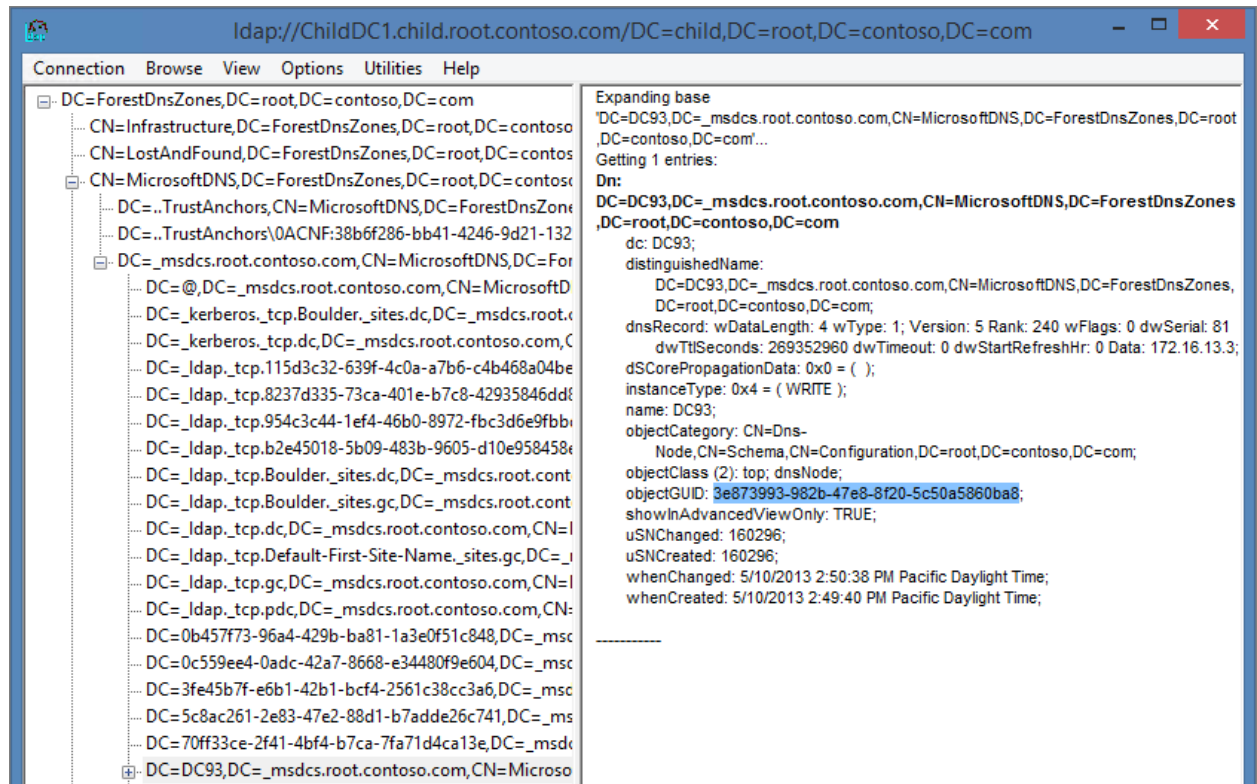 ldap://ChildDC1.child.root.contoso.com/DC=child,DC=root,DC=contoso,DC=com
Connection Browse View Options Utilities Help
DC=ForestDnsZones,DC=root,DC=contoso,DC=com
CN=Infrastructure,DC=ForestDnsZones,DC=root,DC=contoso
CN=LostAndFound,DC=ForestDnsZones,DC=root,DC=contos
CN=MicrosoftDNS,DC=ForestDnsZones,DC=root,DC=contoso
DC=..TrustAnchors,CN=MicrosoftDNS,DC=ForestDnsZone
DC=..TrustAnchors\0ACNF:38b6f286-bb41-4246-9d21-132
DC=_msdcs.root.contoso.com,CN=MicrosoftDNS,DC=For
DC=@,DC=_msdcs.root.contoso.com,CN=MicrosoftD
DC=_kerberos._tcp.Boulder._sites.dc,DC=_msdcs.root.c
DC=_kerberos._tcp.dc,DC=_msdcs.root.contoso.com,C
DC=_ldap._tcp.115d3c32-639f-4c0a-a7b6-c4b468a04be
DC=_ldap._tcp.8237d335-73ca-401e-b7c8-42935846dd8
DC=_ldap._tcp.954c3c44-1ef4-46b0-8972-fbc3d6e9fbb
DC=_ldap._tcp.b2e45018-5b09-483b-9605-d10e958458e
DC=_ldap._tcp.Boulder._sites.dc,DC=_msdcs.root.cont
DC=_ldap._tcp.Boulder._sites.gc,DC=_msdcs.root.cont
DC=_ldap._tcp.dc,DC=_msdcs.root.contoso.com,CN=
DC=_ldap._tcp.Default-First-Site-Name._sites.gc,DC=_
DC=_ldap._tcp.gc,DC=_msdcs.root.contoso.com,CN=
DC=_ldap._tcp.pdc,DC=_msdcs.root.contoso.com,CN=
DC=0b457f73-96a4-429b-ba81-1a3e0f51c848,DC=_msd
DC=0c559ee4-0adc-42a7-8668-e34480f9e604,DC=_msd
DC=3fe45b7f-e6b1-42b1-bcf4-2561c38cc3a6,DC=_msd
DC=5c8ac261-2e83-47e2-88d1-b7adde26c741,DC=_ms
DC=70ff33ce-2f41-4bf4-b7ca-7fa71d4ca13e,DC=_msdc
DC=DC93,DC=_msdcs.root.contoso.com,CN=Microso
Expanding base
'DC=DC93,DC=_msdcs.root.contoso.com,CN=MicrosoftDNS,DC=ForestDnsZones,DC=root
,DC=contoso,DC=com'...
Getting 1 entries:
Dn:
DC=DC93,DC=_msdcs.root.contoso.com,CN=MicrosoftDNS,DC=ForestDnsZones
,DC=root,DC=contoso,DC=com
dc: DC93;
distinguishedName:
DC=DC93,DC=_msdcs.root.contoso.com,CN=MicrosoftDNS,DC=ForestDnsZones,
DC=root,DC=contoso,DC=com;
dnsRecord: wDataLength: 4 wType: 1; Version: 5 Rank: 240 wFlags: 0 dwSerial: 81
dwTtlSeconds: 269352960 dwTimeout: 0 dwStartRefreshHr: 0 Data: 172.16.13.3;
dSCorePropagationData: 0x0 = ( );
instanceType: 0x4 = ( WRITE );
name: DC93;
objectCategory: CN=Dns-
Node,CN=Schema,CN=Configuration,DC=root,DC=contoso,DC=com;
objectClass (2): top; dnsNode;
objectGUID: 3e873993-982b-47e8-8f20-5c50a5860ba8;
showInAdvancedViewOnly: TRUE;
uSNChanged: 160296;
uSNCreated: 160296;
whenChanged: 5/10/2013 2:50:38 PM Pacific Daylight Time;
whenCreated: 5/10/2013 2:49:40 PM Pacific Daylight Time;
-----------